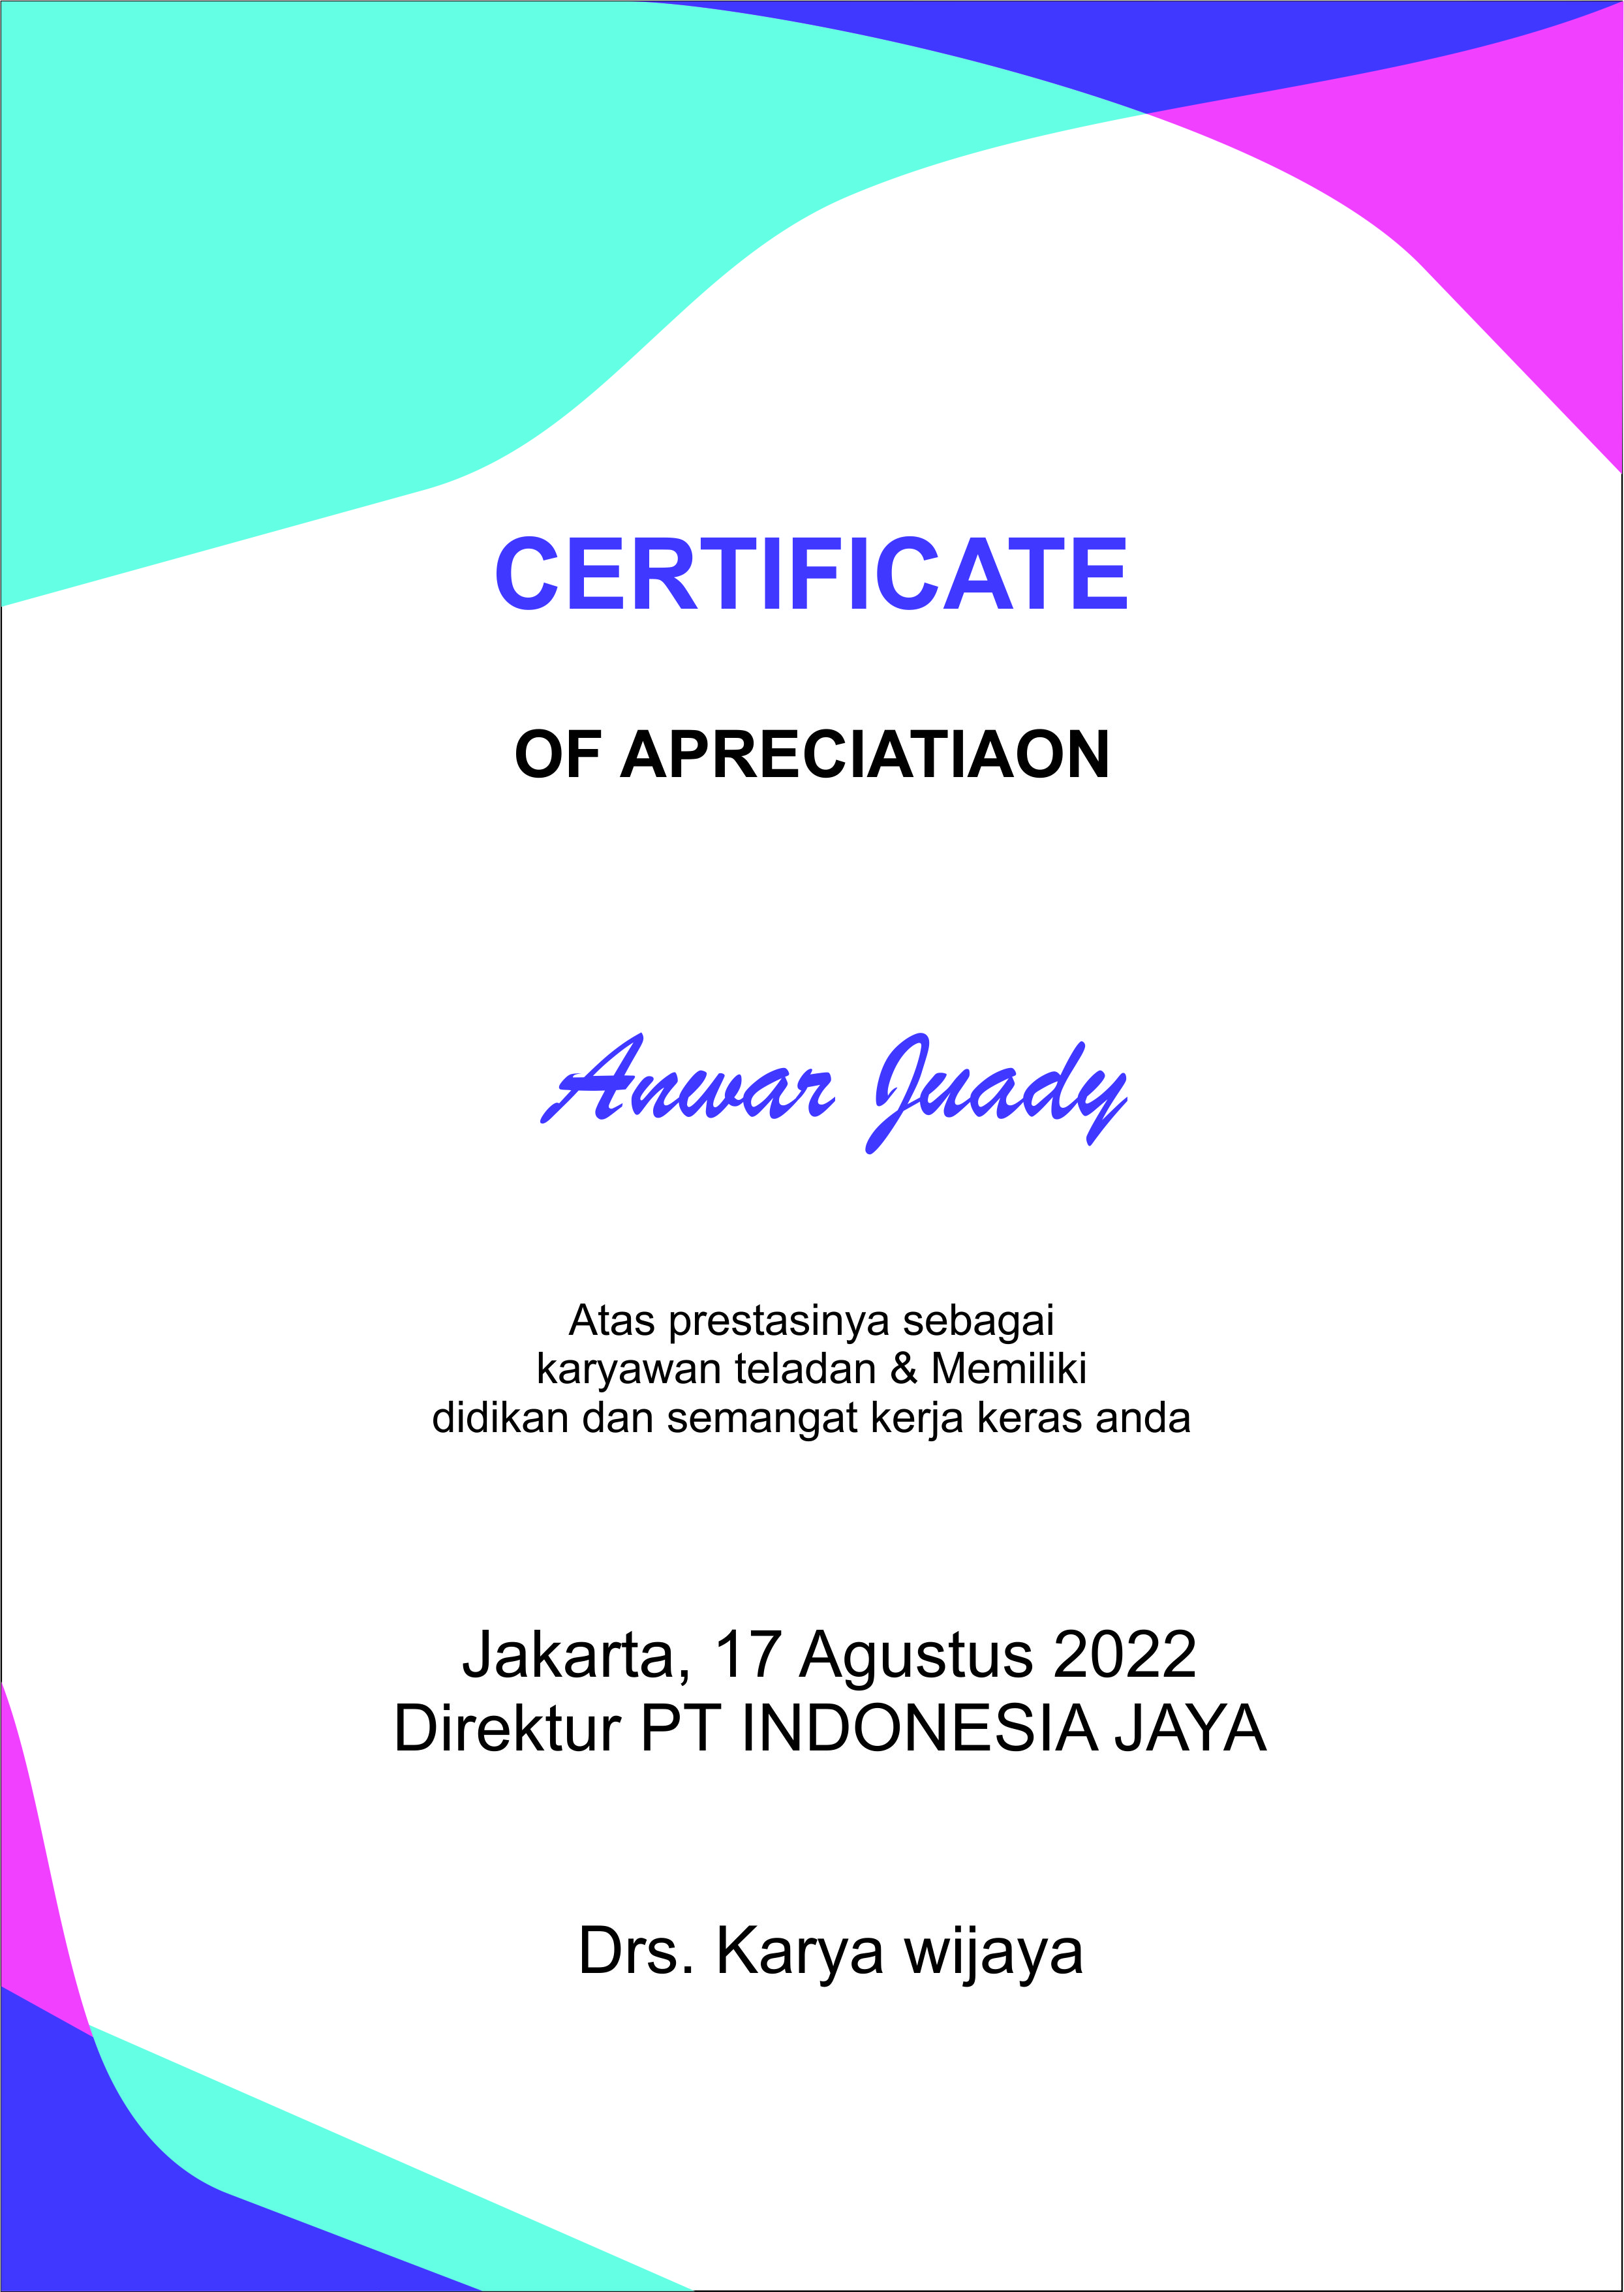 CERTIFICATE
OF APRECIATIAON
Anwar Juady
Atas prestasinya sebagai
karyawan teladan & Memiliki
didikan dan semangat kerja keras anda
Jakarta, 17 Agustus 2022
Direktur PT INDONESIA JAYA
Drs. Karya wijaya